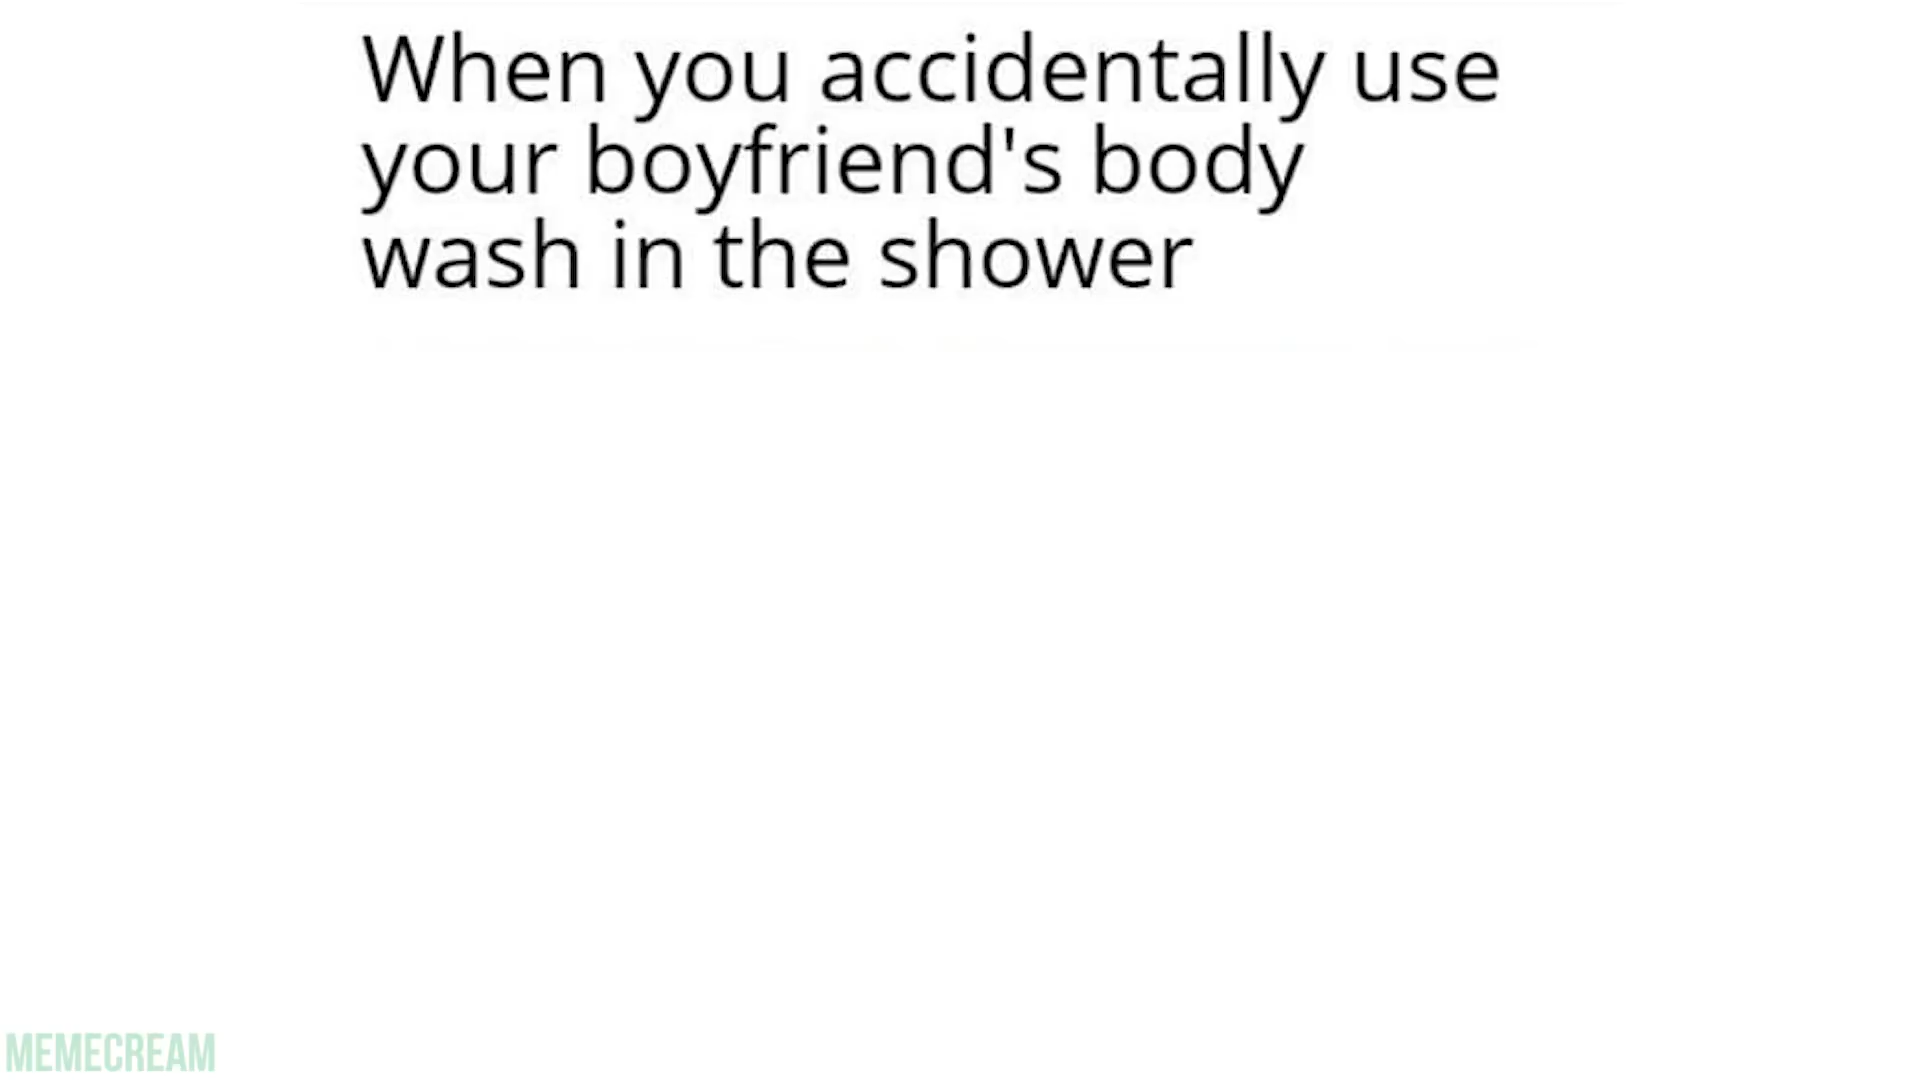 When you accidentally use
your boyfriend's body
wash in the shower
MEMECREAM